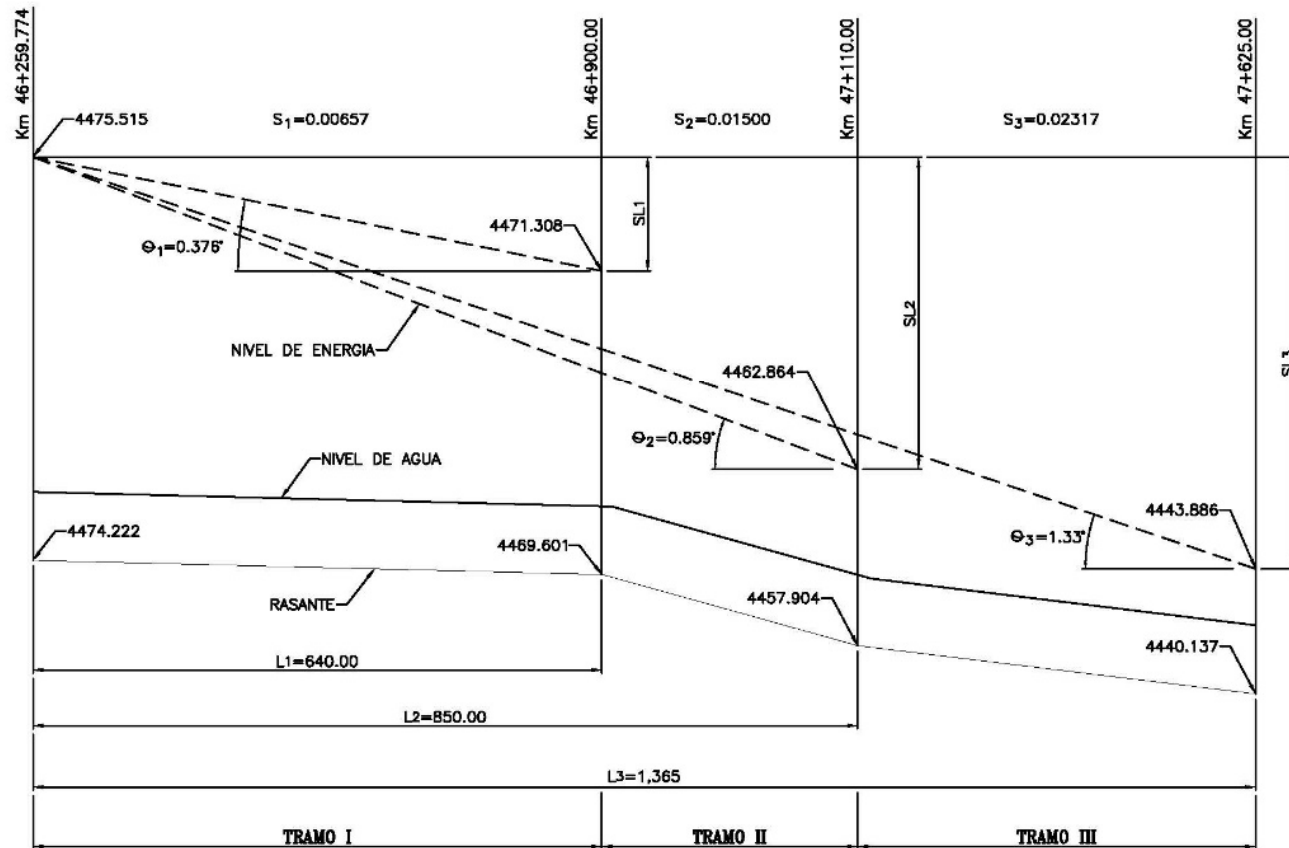 Km 46+259.774
Km 46+900.00
Km 47+110.00
Km 47+625.00
4475.515
S1=0.00657
S2=0.01500
S3=0.02317
SL1
SL2
SL3
4471.308
Θ1=0.376°
NIVEL DE ENERGIA
4462.864
Θ2=0.859°
NIVEL DE AGUA
4443.886
Θ3=1.33°
4474.222
4469.601
RASANTE
4457.904
4440.137
L1=640.00
L2=850.00
L3=1,365
TRAMO I
TRAMO II
TRAMO III